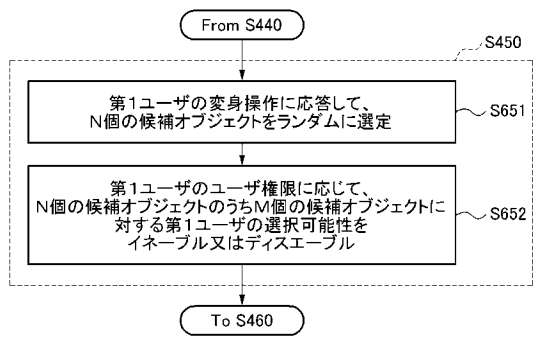 From S440
S450
第1ユーザの変身操作に応答して、
N個の候補オブジェクトをランダムに選定
S651
第1ユーザのユーザ権限に応じて、
N個の候補オブジェクトのうちM個の候補オブジェクトに
対する第1ユーザの選択可能性を
イネーブル又はディスエーブル
S652
To S460